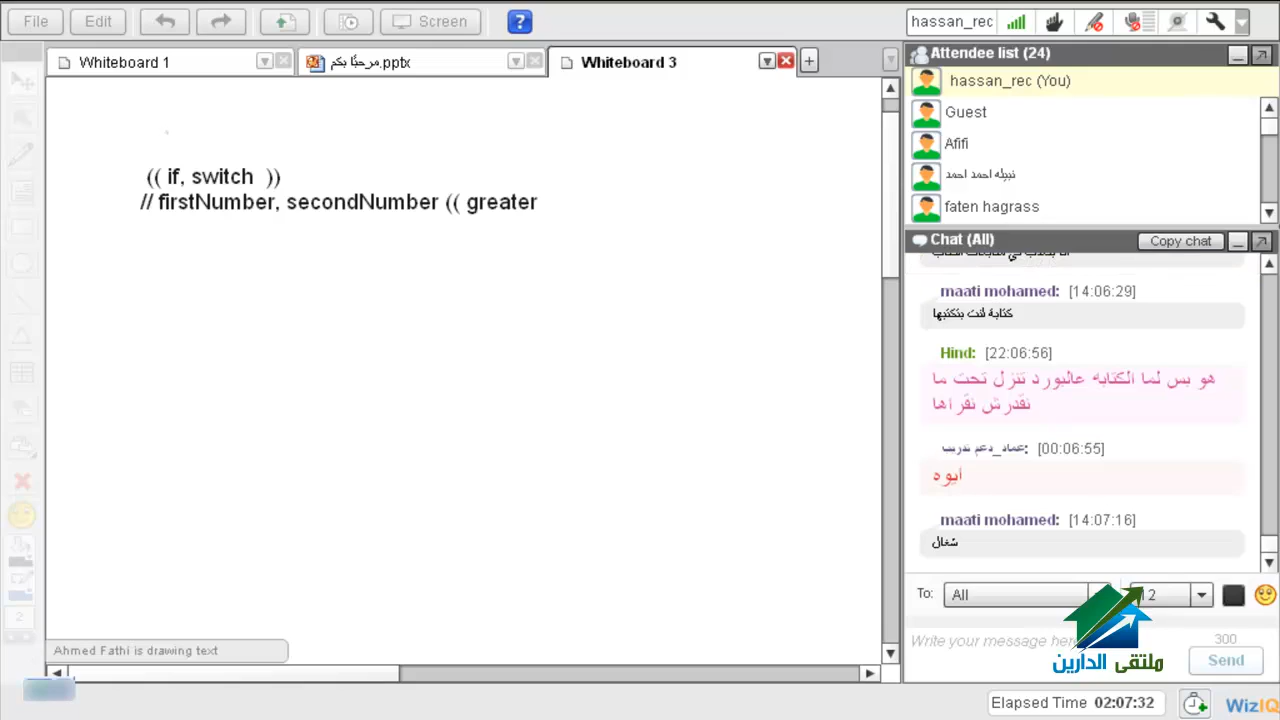 File Edit Screen ? hassan_rec
Whiteboard 1
مرحبًا بكم.pptx
Whiteboard 3
(( if, switch ))
// firstNumber, secondNumber (( greater
Ahmed Fathi is drawing text
Attendee list (24)
hassan_rec (You)
Guest
Afifi
نبيله احمد احمد
faten hagrass
Chat (All)
Copy chat
maati mohamed: [14:06:29]
كتابة لنت بتكتبها
Hind: [22:06:56]
هو بس لما الكتابه عالبورد تنزل تحت ما
نقدرش نقراها
عماد_دعم تدريب: [00:06:55]
ايوه
maati mohamed: [14:07:16]
شغال
To: All
12
Write your message here
300
Send
ملتقى الدارين
Elapsed Time 02:07:32
WizIQ